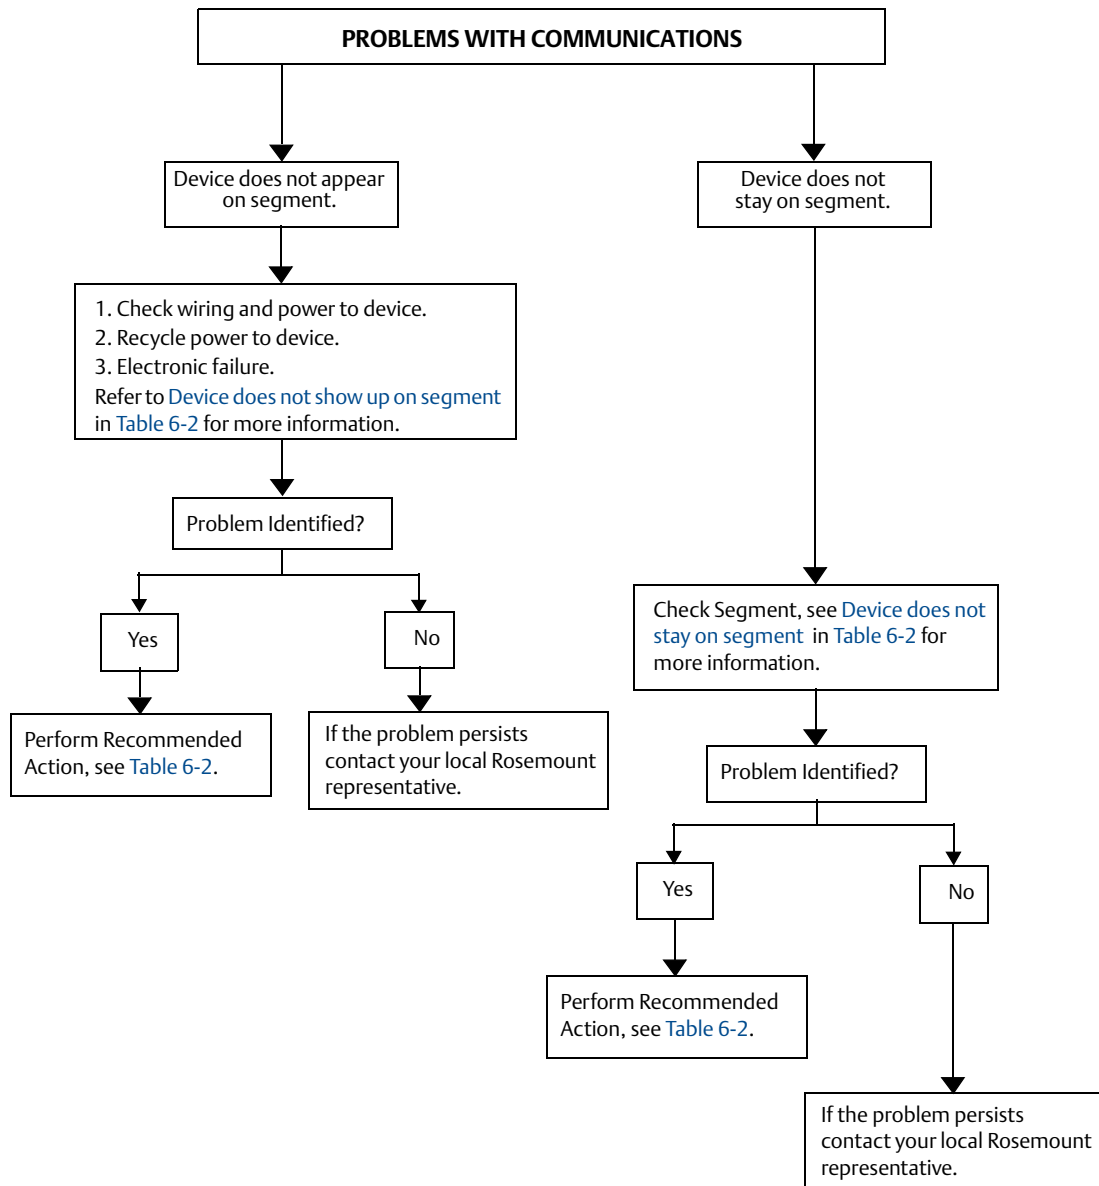 PROBLEMS WITH COMMUNICATIONS
Device does not appear
on segment.
Device does not
stay on segment.
1. Check wiring and power to device.
2. Recycle power to device.
3. Electronic failure.
Refer to Device does not show up on segment
in Table 6-2 for more information.
Problem Identified?
Yes
No
Perform Recommended
Action, see Table 6-2.
If the problem persists
contact your local Rosemount
representative.
Check Segment, see Device does not
stay on segment in Table 6-2 for
more information.
Problem Identified?
Yes
No
Perform Recommended
Action, see Table 6-2.
If the problem persists
contact your local Rosemount
representative.